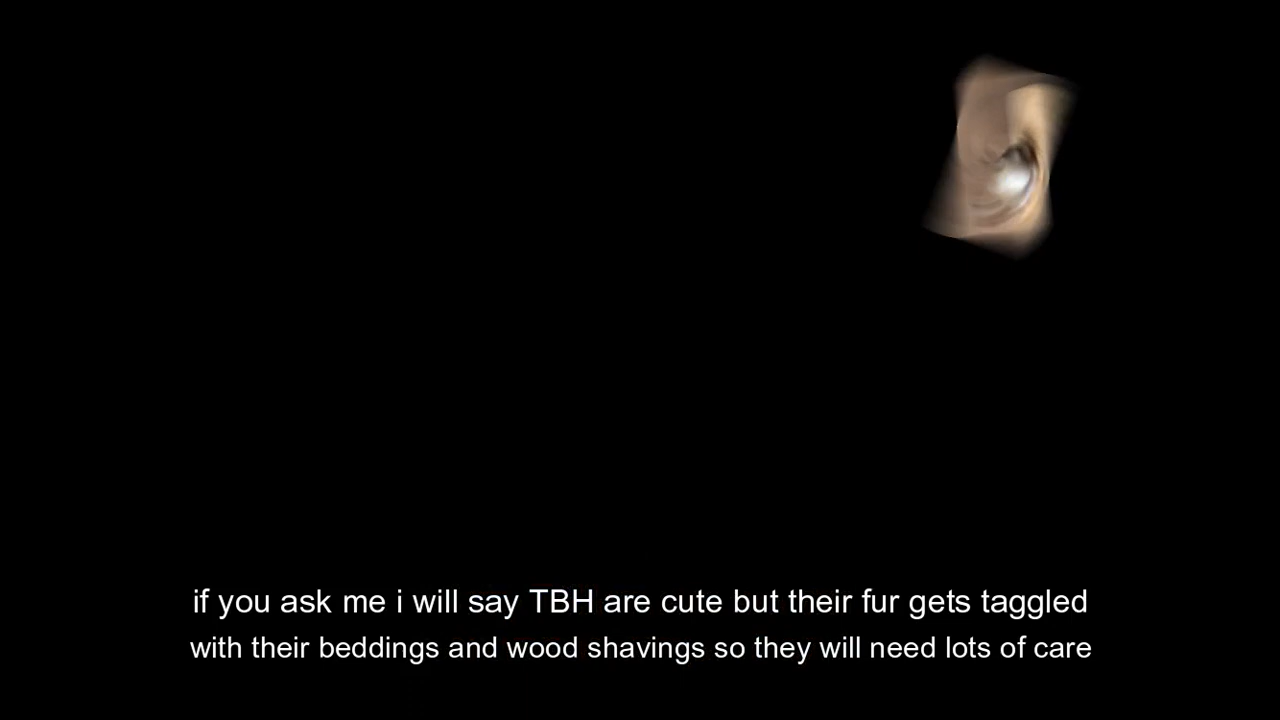 if you ask me i will say TBH are cute but their fur gets taggled
with their beddings and wood shavings so they will need lots of care